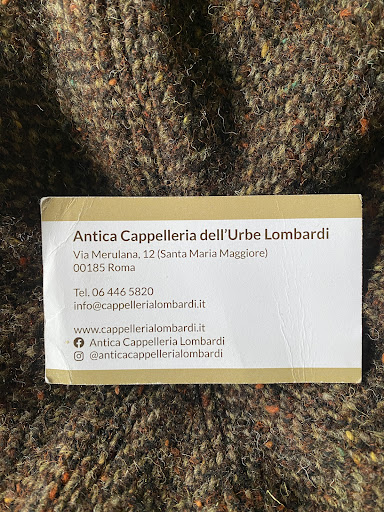 Antica Cappelleria dell'Urbe Lombardi
Via Merulana, 12 (Santa Maria Maggiore)
00185 Roma
Tel. 06 446 5820
info@cappellerialombardi.it
www.cappellerialombardi.it
Antica Cappelleria Lombardi
@anticacappellerialombardi